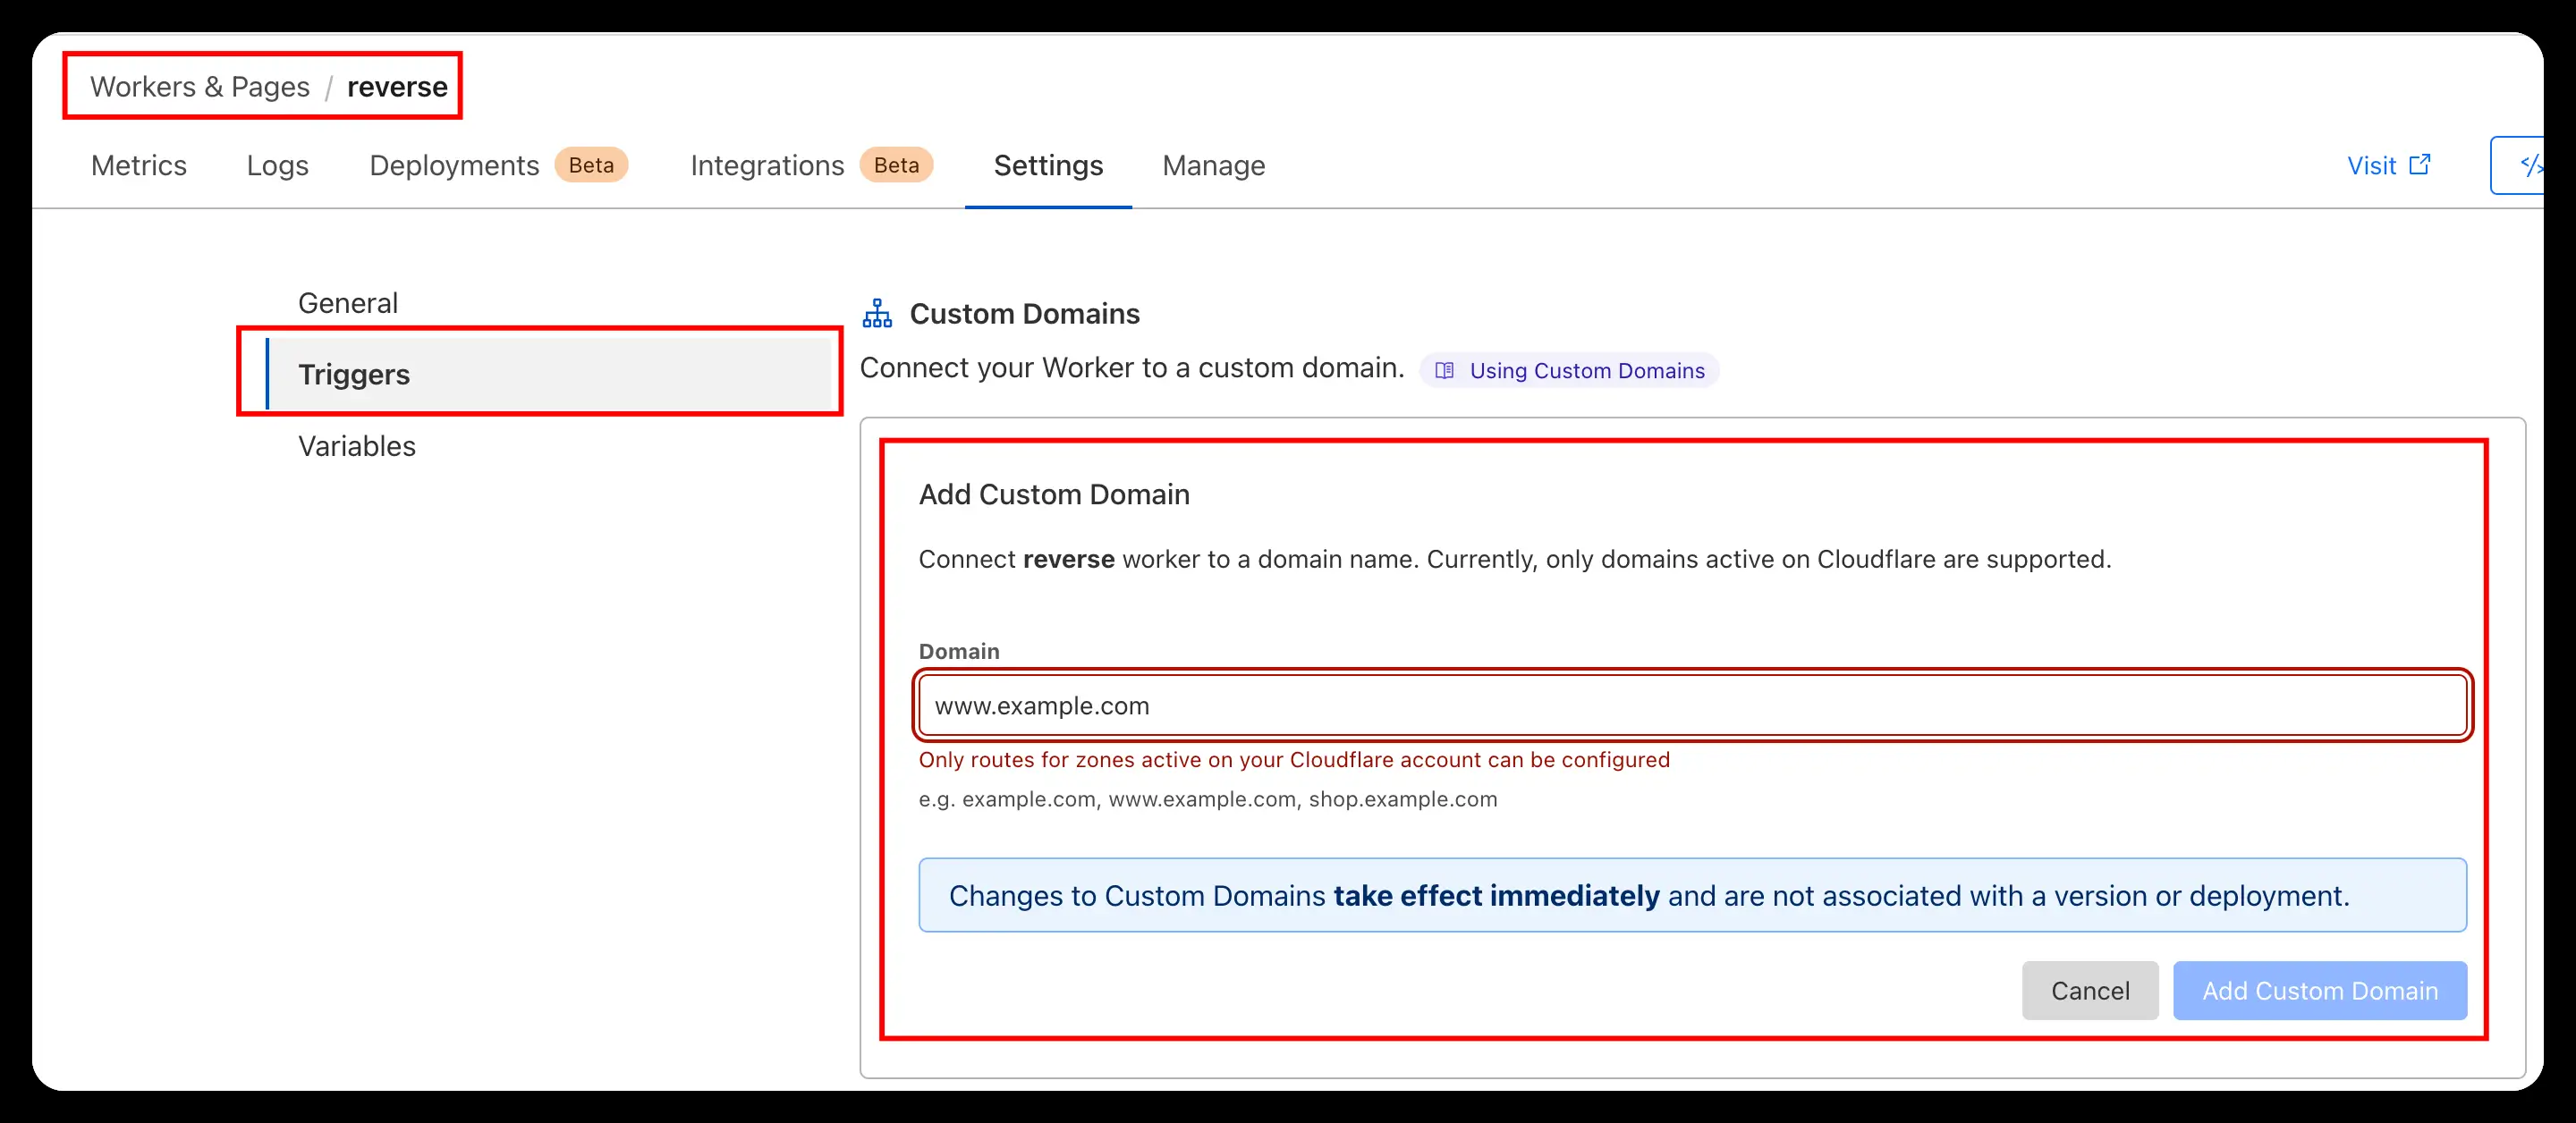 Workers & Pages / reverse
Metrics Logs Deployments Beta Integrations Beta Settings Manage Visit </>
General
Triggers
Variables
Custom Domains
Connect your Worker to a custom domain. Using Custom Domains
Add Custom Domain
Connect reverse worker to a domain name. Currently, only domains active on Cloudflare are supported.
Domain
www.example.com
Only routes for zones active on your Cloudflare account can be configured
e.g. example.com, www.example.com, shop.example.com
Changes to Custom Domains take effect immediately and are not associated with a version or deployment.
Cancel Add Custom Domain